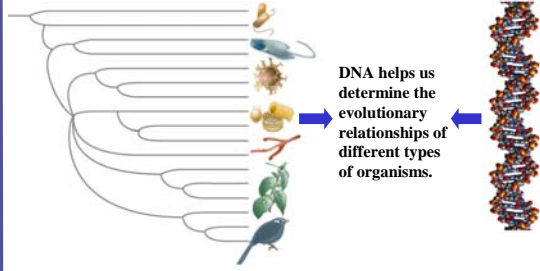 DNA helps us
determine the
evolutionary
relationships of
different types
of organisms.